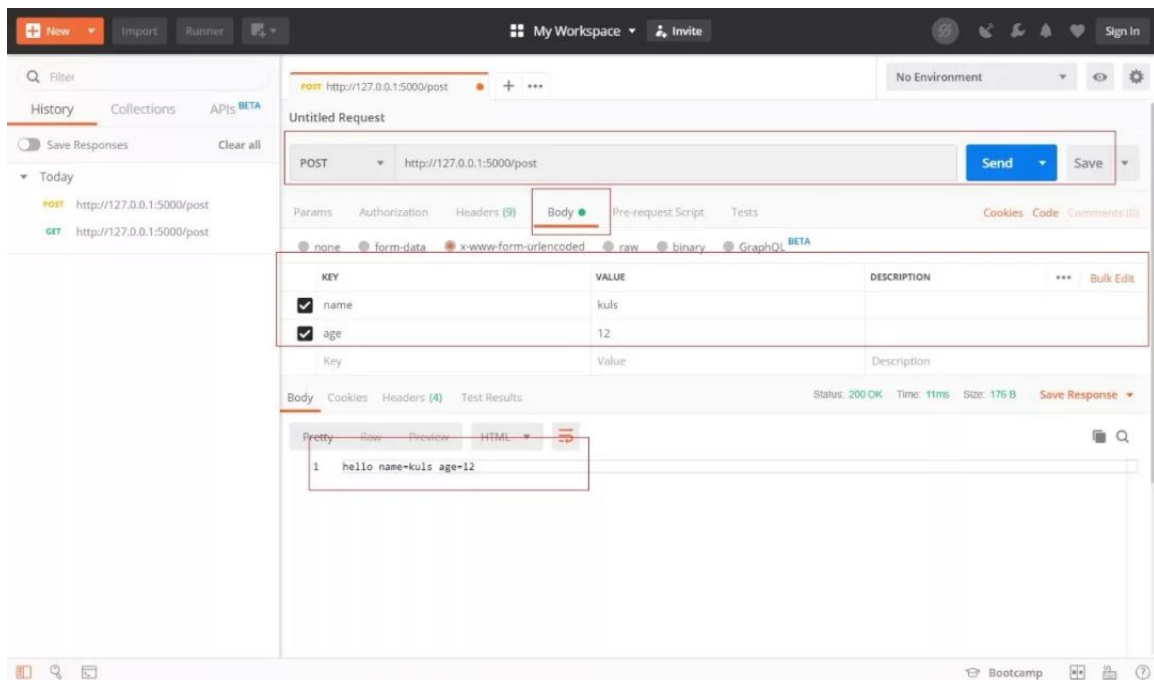 New Import Runner My Workspace Invite Sign In
Filter
History Collections APIs BETA
Save Responses Clear all
Today
POST http://127.0.0.1:5000/post
GET http://127.0.0.1:5000/post
POST http://127.0.0.1:5000/post + ••• No Environment
Untitled Request
POST http://127.0.0.1:5000/post Send Save
Params Authorization Headers (9) Body Pre-request Script Tests Cookies Code Comments (0)
none form-data x-www-form-urlencoded raw binary GraphQL BETA
KEY VALUE DESCRIPTION ••• Bulk Edit
name kuls
age 12
Key Value Description
Body Cookies Headers (4) Test Results Status: 200 OK Time: 11ms Size: 176 B Save Response
Pretty Raw Preview HTML
1 hello name=kuls age=12
Bootcamp